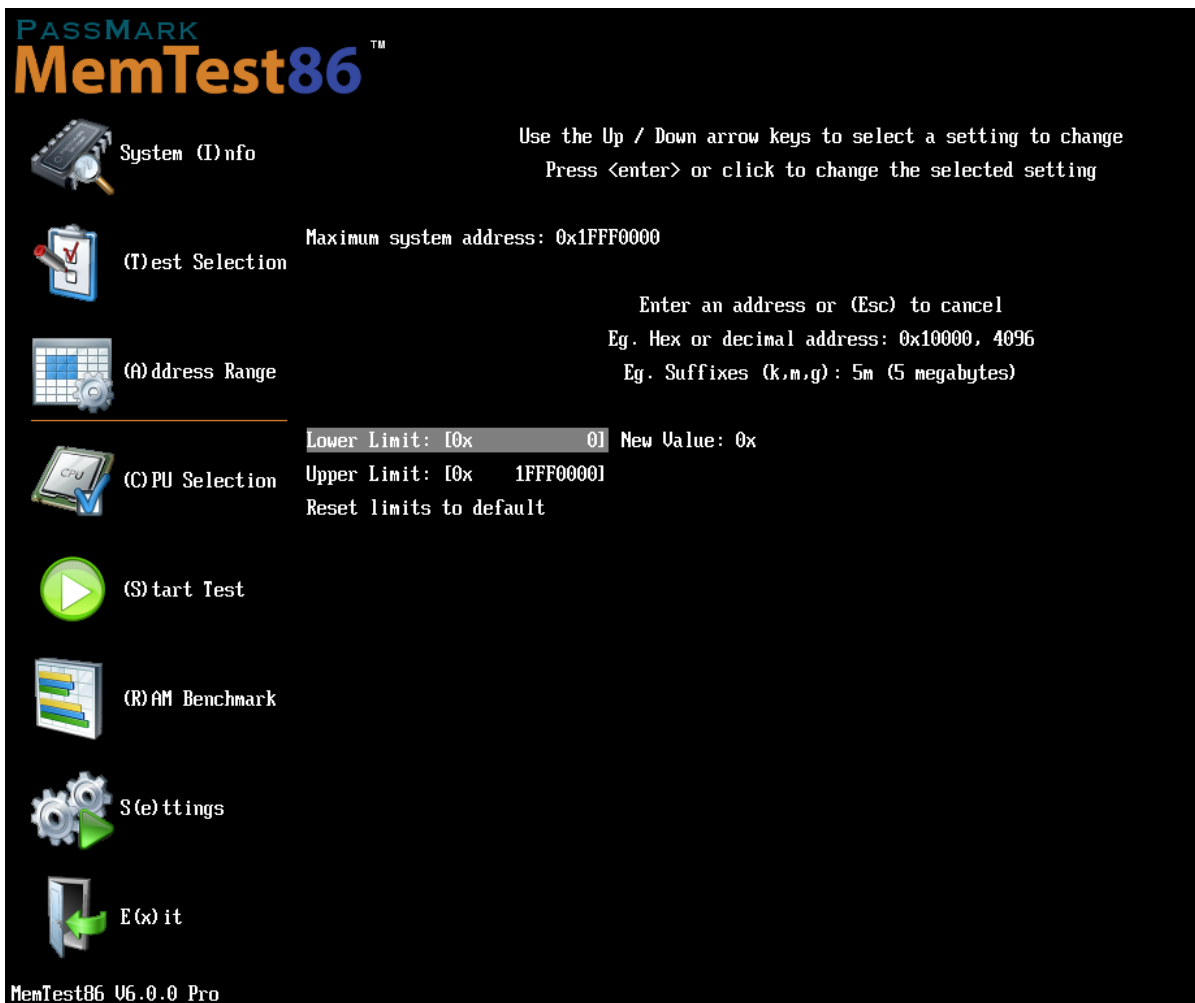 PASSMARK
MemTest86™
System (I)nfo
Use the Up / Down arrow keys to select a setting to change
Press <enter> or click to change the selected setting
(T)est Selection
Maximum system address: 0x1FFF0000
Enter an address or (Esc) to cancel
Eg. Hex or decimal address: 0x10000, 4096
Eg. Suffixes (k,m,g): 5m (5 megabytes)
(A)ddress Range
Lower Limit: [0x 0] New Value: 0x
Upper Limit: [0x 1FFF0000]
Reset limits to default
CPU
(C)PU Selection
(S)tart Test
(R)AM Benchmark
S(e)ttings
E(x)it
MemTest86 V6.0.0 Pro